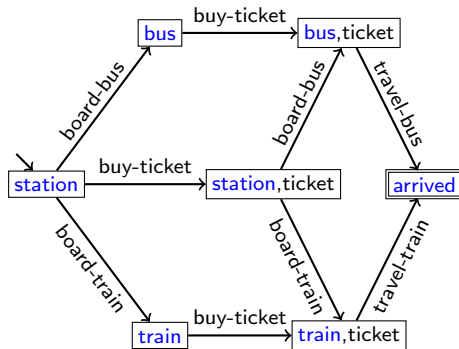 buy-ticket
bus
bus,ticket
board-bus
board-bus
travel-bus
buy-ticket
station
station,ticket
arrived
board-train
board-train
travel-train
buy-ticket
train
train,ticket